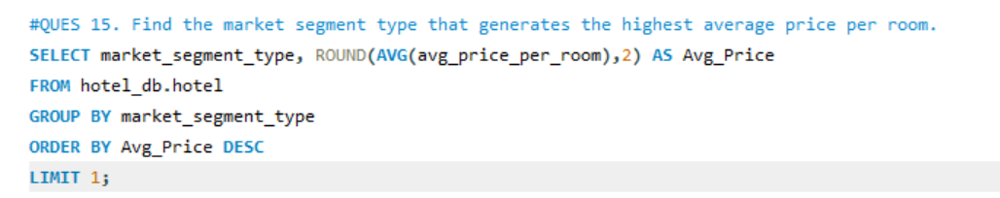 #QUES 15. Find the market segment type that generates the highest average price per room.
SELECT market_segment_type, ROUND(AVG(avg_price_per_room),2) AS Avg_Price
FROM hotel_db.hotel
GROUP BY market_segment_type
ORDER BY Avg_Price DESC
LIMIT 1;